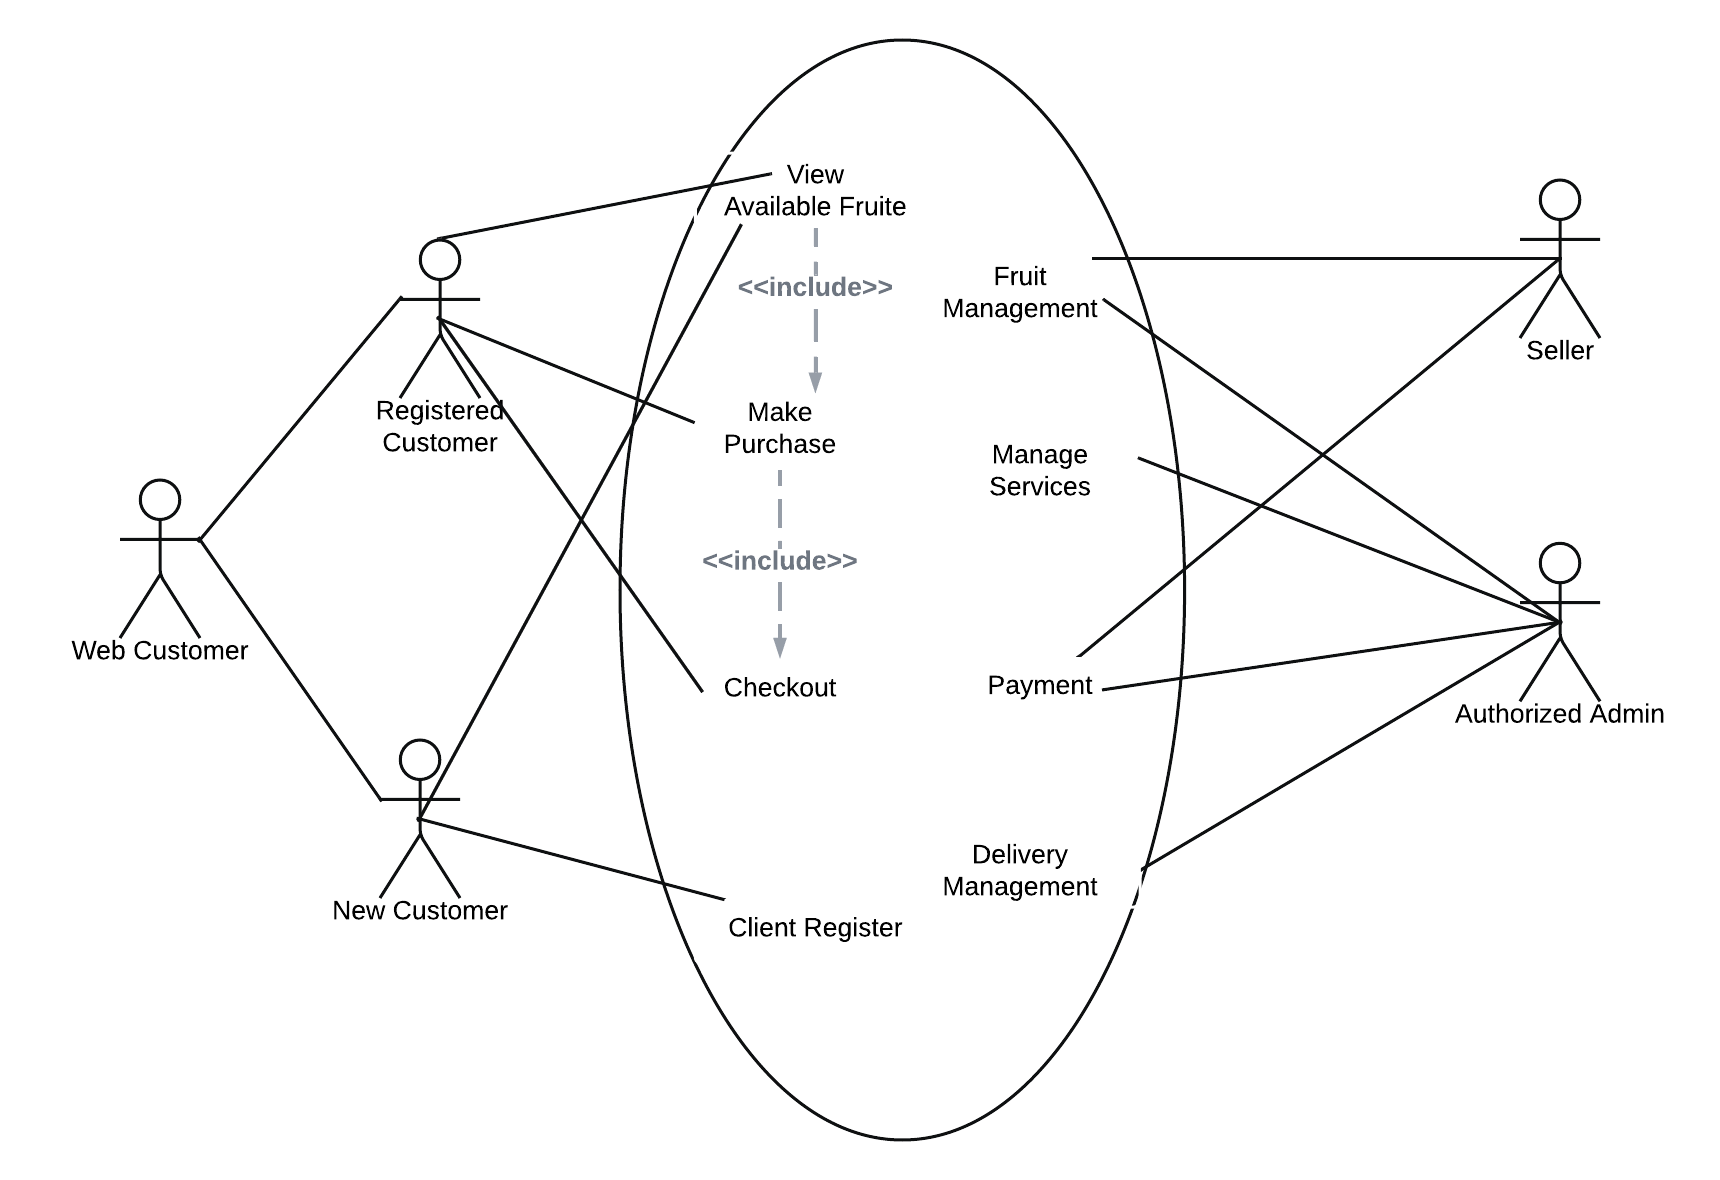 View
Available Fruite
<<include>>
Make
Purchase
<<include>>
Checkout
Client Register
Fruit
Management
Manage
Services
Payment
Delivery
Management
Registered
Customer
Web Customer
New Customer
Seller
Authorized Admin